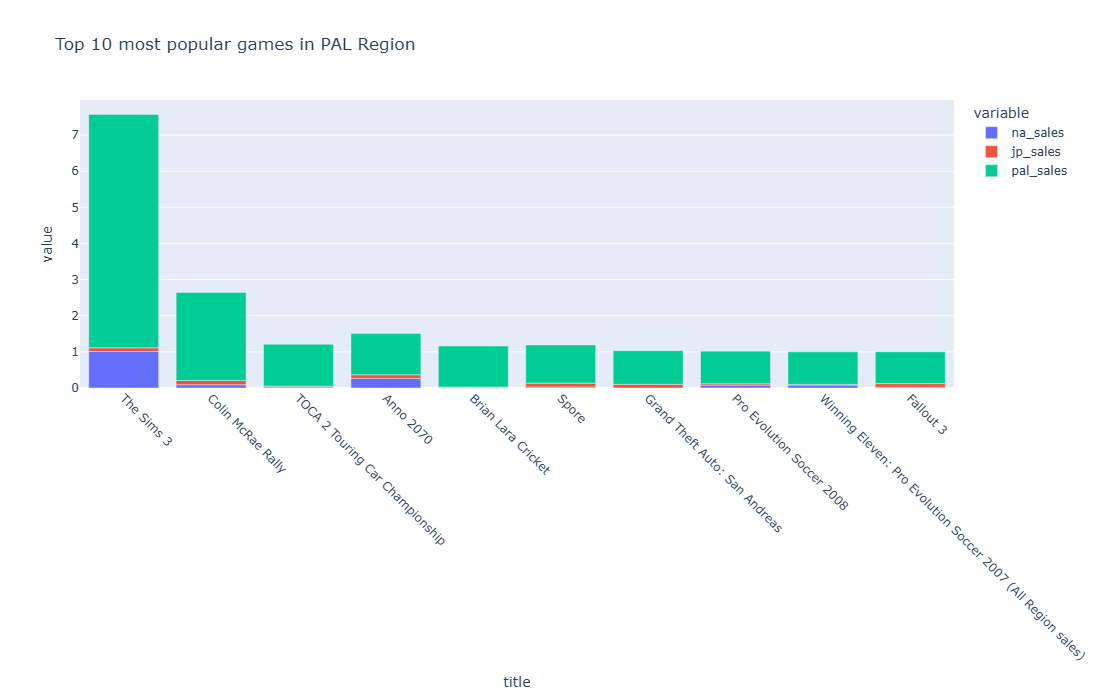 Top 10 most popular games in PAL Region
variable
na_sales
jp_sales
pal_sales
value
7
6
5
4
3
2
1
0
The Sims 3
Colin McRae Rally
TOCA 2 Touring Car Championship
Anno 2070
Brian Lara Cricket
Spore
Grand Theft Auto: San Andreas
Pro Evolution Soccer 2008
Winning Eleven: Pro Evolution Soccer 2007 (All Region sales)
Fallout 3
title